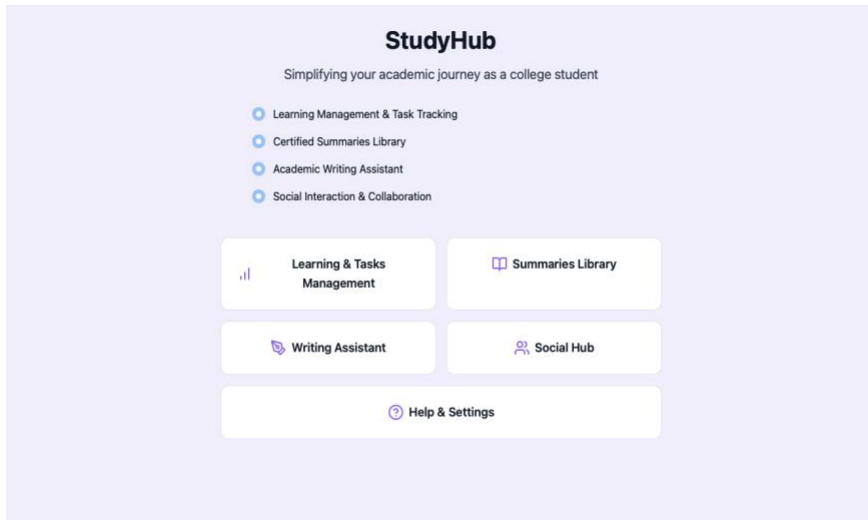 StudyHub
Simplifying your academic journey as a college student
Learning Management & Task Tracking
Certified Summaries Library
Academic Writing Assistant
Social Interaction & Collaboration
Learning & Tasks
Management
Summaries Library
Writing Assistant
Social Hub
Help & Settings